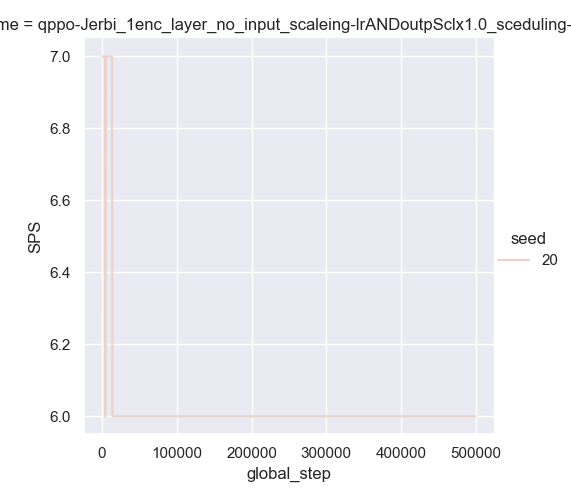 me = qppo-Jerbi_1enc_layer_no_input_scaleing-lrANDoutpSclx1.0_sceduling-
7.0
6.8
6.6
6.4
6.2
6.0
SPS
0 100000 200000 300000 400000 500000
global_step
seed
20